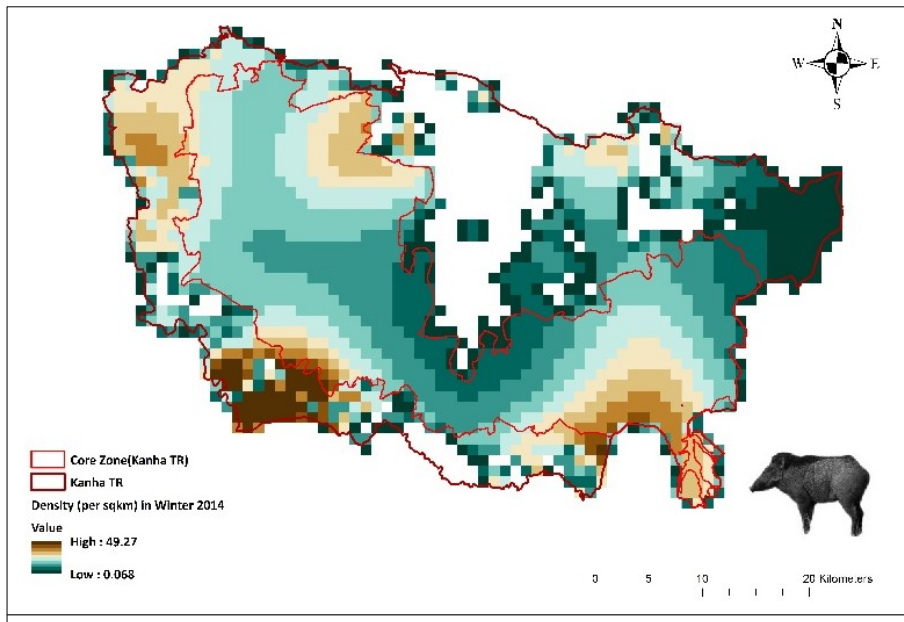 N
W E
S
Core Zone(Kanha TR)
Kanha TR
Density (per sqkm) in Winter 2014
Value
High : 49.27
Low : 0.068
0 5 10 20 Kilometers